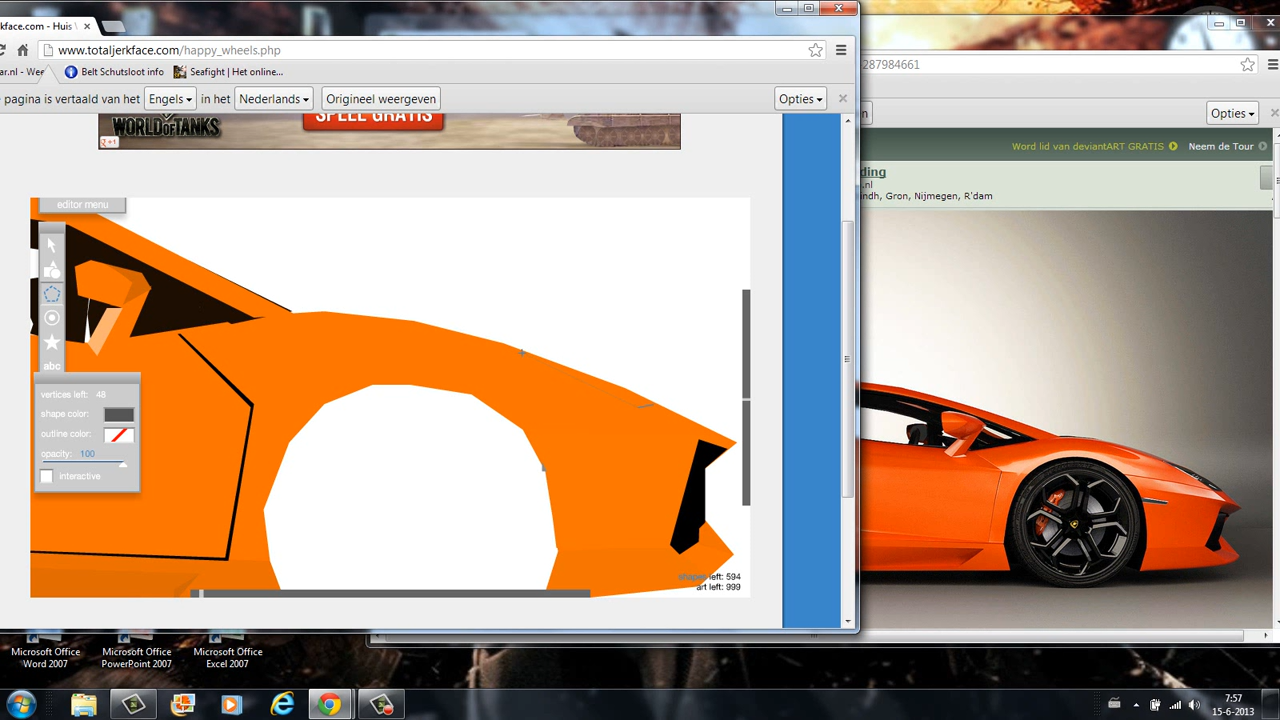 kface.com - Huis
www.totaljerkface.com/happy_wheels.php
287984661
ar.nl - Wee
Belt Schutsloot info
Seafight | Hét online...
pagina is vertaald van het
Engels
in het
Nederlands
Origineel weergeven
Opties
Opties
WORLD OF TANKS
SPEEL GRATIS
+1
Word lid van deviantART GRATIS
Neem de Tour
ding
.nl
ndh, Gron, Nijmegen, R'dam
editor menu
abc
vertices left: 48
shape color:
outline color:
opacity: 100
interactive
shapes left: 594
art left: 999
Microsoft Office
Word 2007
Microsoft Office
PowerPoint 2007
Microsoft Office
Excel 2007
7:57
15-6-2013